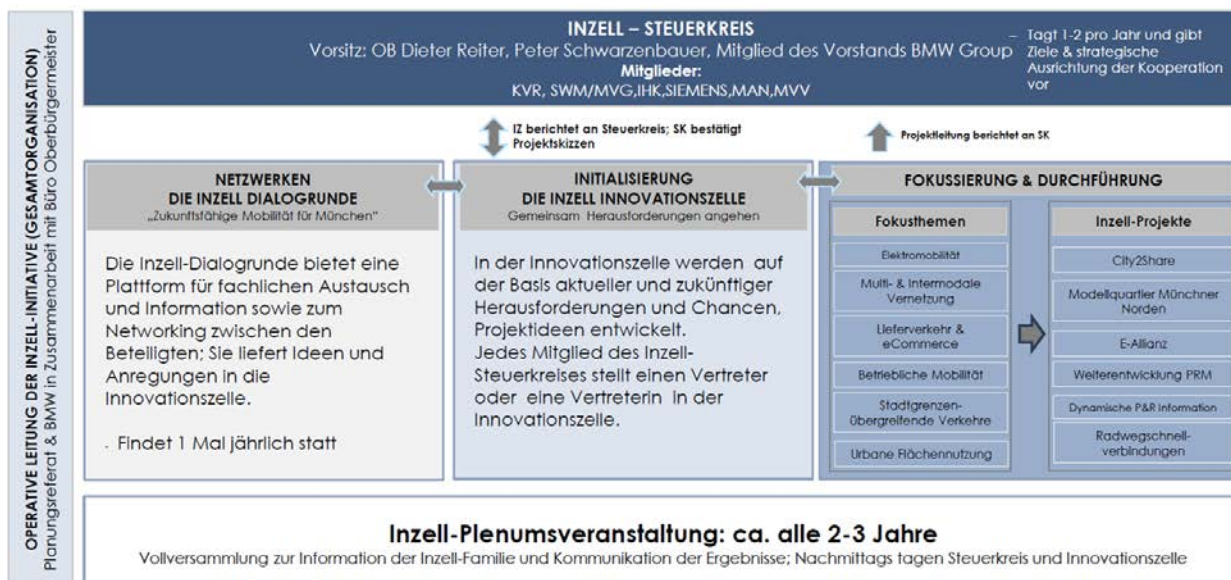 OPERATIVE LEITUNG DER INZELL-INITIATIVE (GESAMTORGANISATION)
Planungsreferat & BMW in Zusammenarbeit mit Büro Oberbürgermeister
INZELL – STEUERKREIS
Vorsitz: OB Dieter Reiter, Peter Schwarzenbauer, Mitglied des Vorstands BMW Group
Mitglieder:
KVR, SWM/MVG,IHK,SIEMENS,MAN,MVV
– Tagt 1-2 pro Jahr und gibt
Ziele & strategische
Ausrichtung der Kooperation
vor
IZ berichtet an Steuerkreis; SK bestätigt
Projektskizzen
Projektleitung berichtet an SK
NETZWERKEN
DIE INZELL DIALOGRUNDE
„Zukunftsfähige Mobilität für München"
Die Inzell-Dialogrunde bietet eine
Plattform für fachlichen Austausch
und Information sowie zum
Networking zwischen den
Beteiligten; Sie liefert Ideen und
Anregungen in die
Innovationszelle.
- Findet 1 Mal jährlich statt
INITIALISIERUNG
DIE INZELL INNOVATIONSZELLE
Gemeinsam Herausforderungen angehen
In der Innovationszelle werden auf
der Basis aktueller und zukünftiger
Herausforderungen und Chancen,
Projektideen entwickelt.
Jedes Mitglied des Inzell-
Steuerkreises stellt einen Vertreter
oder eine Vertreterin in der
Innovationszelle.
FOKUSSIERUNG & DURCHFÜHRUNG
Fokusthemen
Elektromobilität
Multi- & Intermodale
Vernetzung
Lieferverkehr &
eCommerce
Betriebliche Mobilität
Stadtgrenzen-
übergreifende Verkehre
Urbane Flächennutzung
Inzell-Projekte
City2Share
Modellquartier Münchner
Norden
E-Allianz
Weiterentwicklung PRM
Dynamische P&R Information
Radwegschnell-
verbindungen
Inzell-Plenumsveranstaltung: ca. alle 2-3 Jahre
Vollversammlung zur Information der Inzell-Familie und Kommunikation der Ergebnisse; Nachmittags tagen Steuerkreis und Innovationszelle